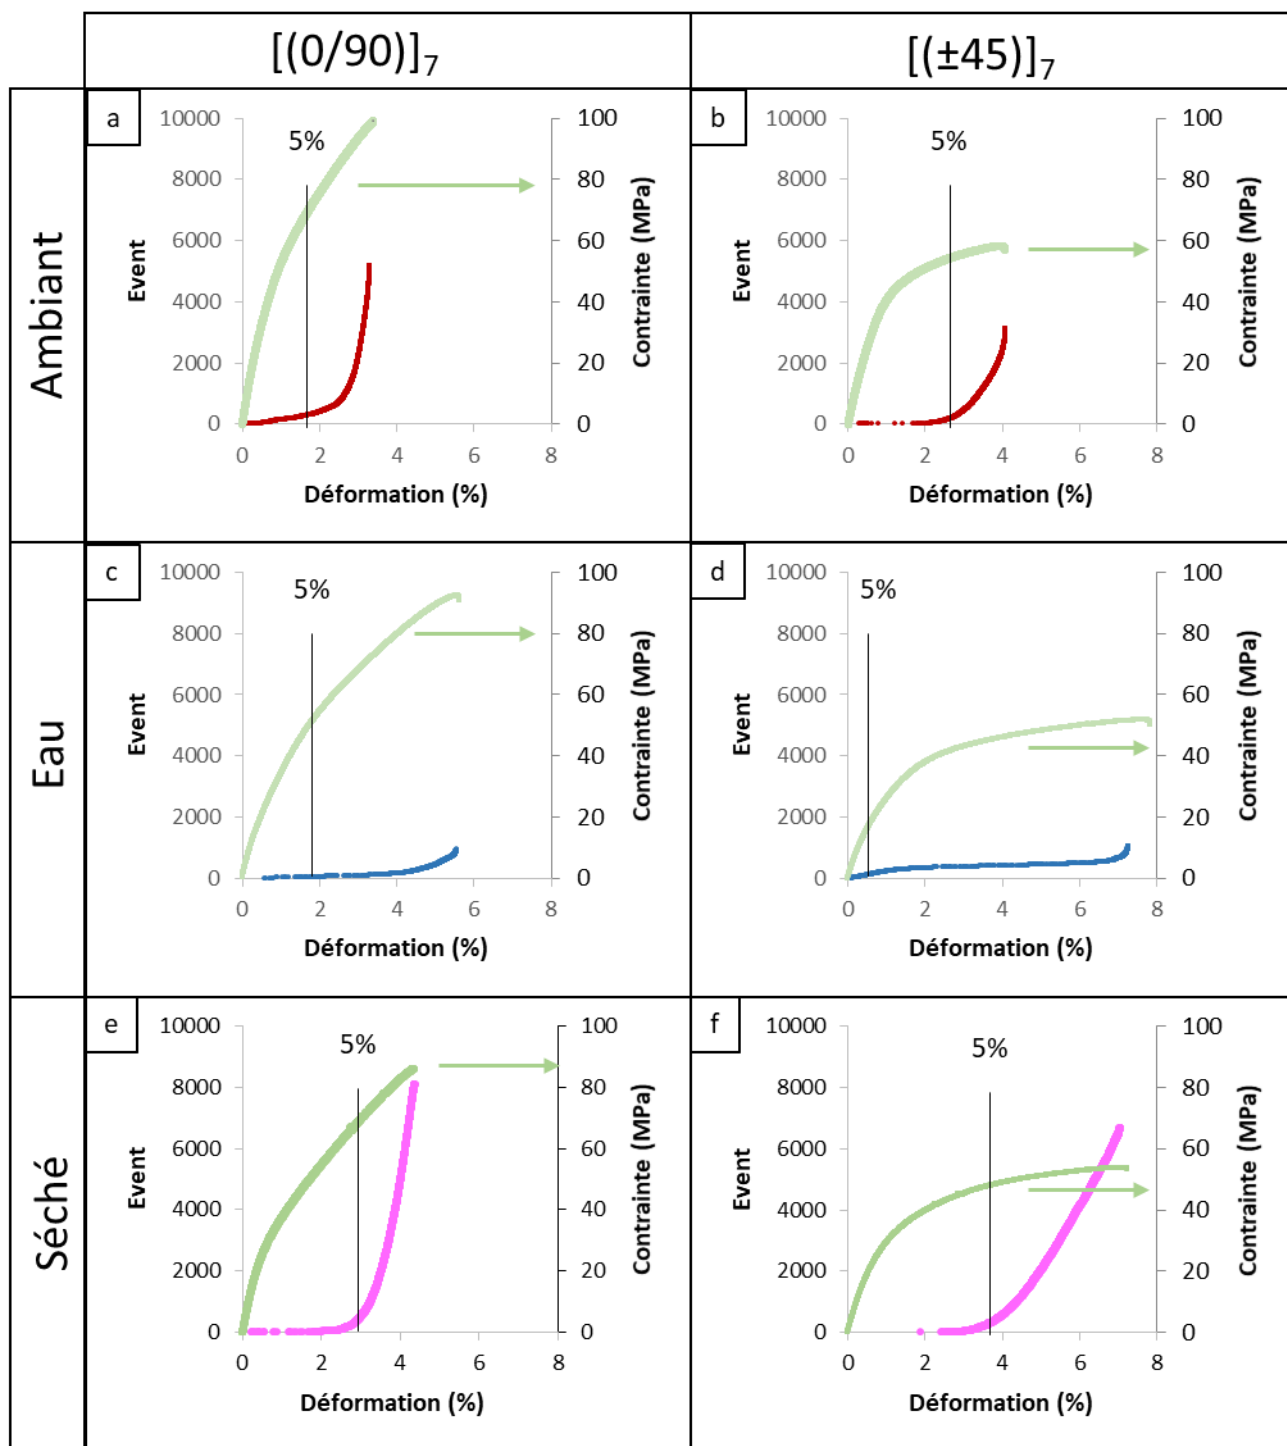 [(0/90)]₇
[(±45)]₇
Ambiant
a
5%
10000
8000
6000
4000
2000
0
Event
100
80
60
40
20
0
Contrainte (MPa)
0 2 4 6 8
Déformation (%)
b
5%
10000
8000
6000
4000
2000
0
Event
100
80
60
40
20
0
Contrainte (MPa)
0 2 4 6 8
Déformation (%)
Eau
c
5%
10000
8000
6000
4000
2000
0
Event
100
80
60
40
20
0
Contrainte (MPa)
0 2 4 6 8
Déformation (%)
d
5%
10000
8000
6000
4000
2000
0
Event
100
80
60
40
20
0
Contrainte (MPa)
0 2 4 6 8
Déformation (%)
Séché
e
5%
10000
8000
6000
4000
2000
0
Event
100
80
60
40
20
0
Contrainte (MPa)
0 2 4 6 8
Déformation (%)
f
5%
10000
8000
6000
4000
2000
0
Event
100
80
60
40
20
0
Contrainte (MPa)
0 2 4 6 8
Déformation (%)